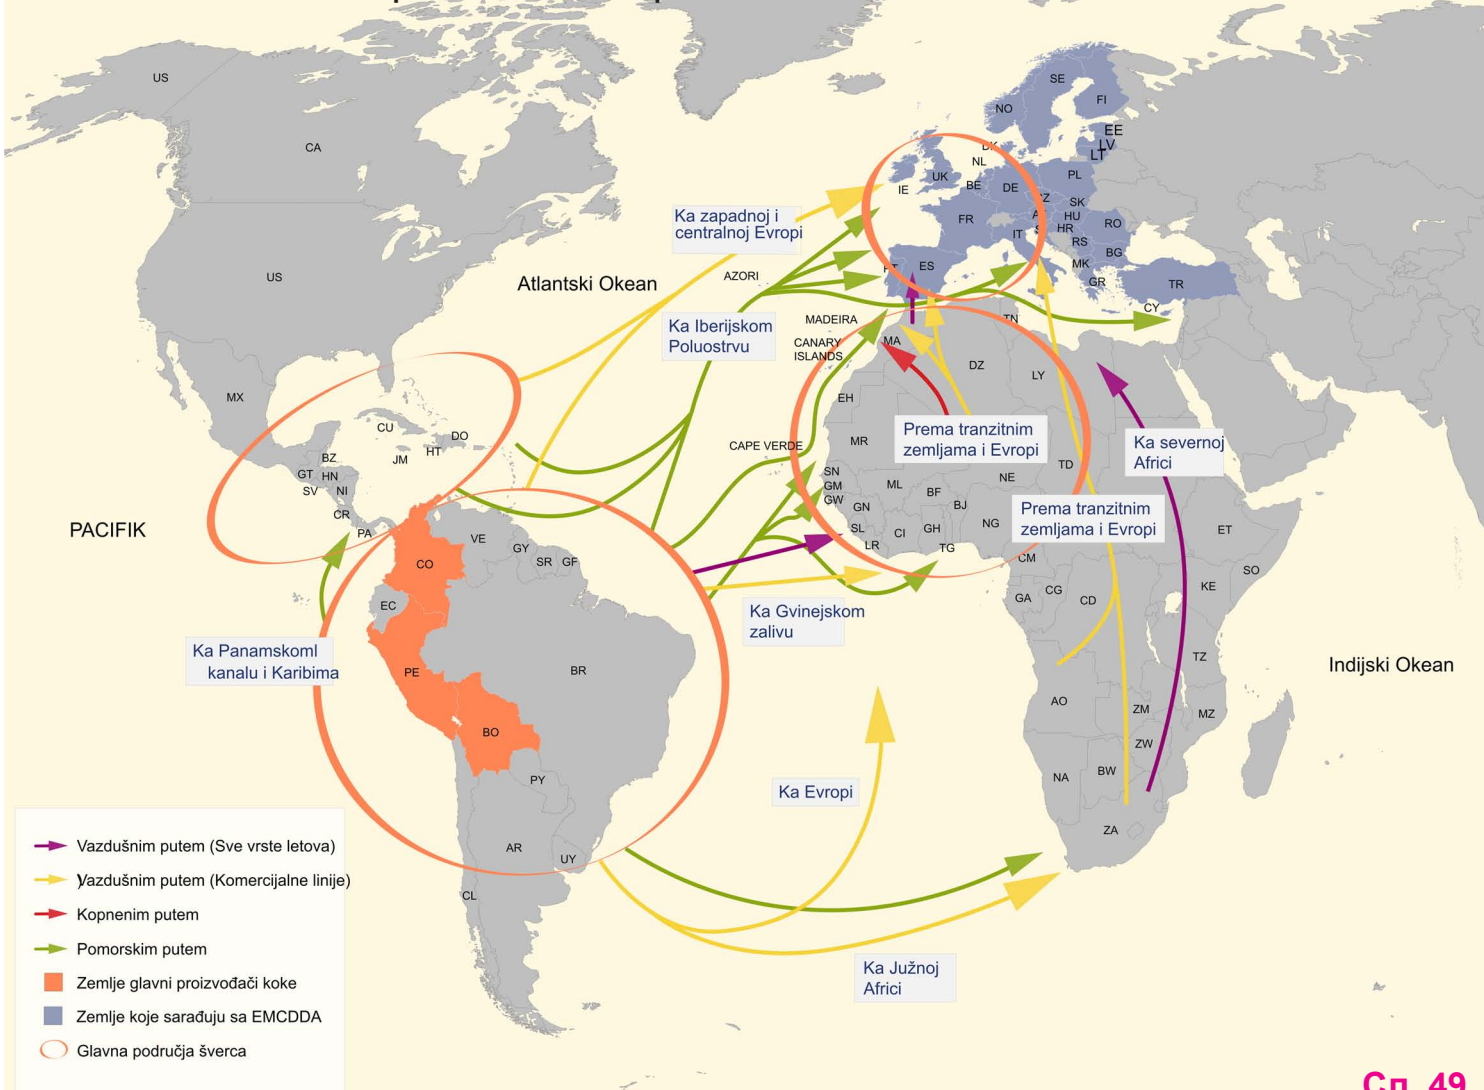 US
CA
US
MX
CU
DO
HT
JM
BZ
GT
HN
SV
NI
CR
PA
PACIFIK
Atlantski Okean
Indijski Okean
Ka zapadnoj i
centralnoj Evropi
AZORI
Ka Iberijskom
Poluostrvu
MADEIRA
CANARY
ISLANDS
CAPE VERDE
SE
NO
FI
EE
LV
LT
DK
NL
IE
UK
BE
DE
PL
CZ
SK
FR
HU
RO
IT
HR
RS
BG
MK
PT
ES
GR
TR
CY
TN
MA
DZ
LY
EH
MR
Prema tranzitnim
zemljama i Evropi
Ka severnoj
Africi
SN
GM
GW
ML
BF
NE
TD
GN
BJ
SL
CI
GH
NG
LR
TG
Prema tranzitnim
zemljama i Evropi
CM
ET
SO
GA
CG
CD
KE
TZ
AO
ZM
MZ
ZW
NA
BW
ZA
CO
VE
GY
SR
GF
EC
PE
BR
BO
PY
AR
UY
CL
Ka Gvinejskom
zalivu
Ka Panamskoml
kanalu i Karibima
Ka Evropi
Ka Južnoj
Africi
Vazdušnim putem (Sve vrste letova)
Vazdušnim putem (Komercijalne linije)
Kopnenim putem
Pomorskim putem
Zemlje glavni proizvođači koke
Zemlje koje sarađuju sa EMCDDA
Glavna područja šverca
Сл. 49